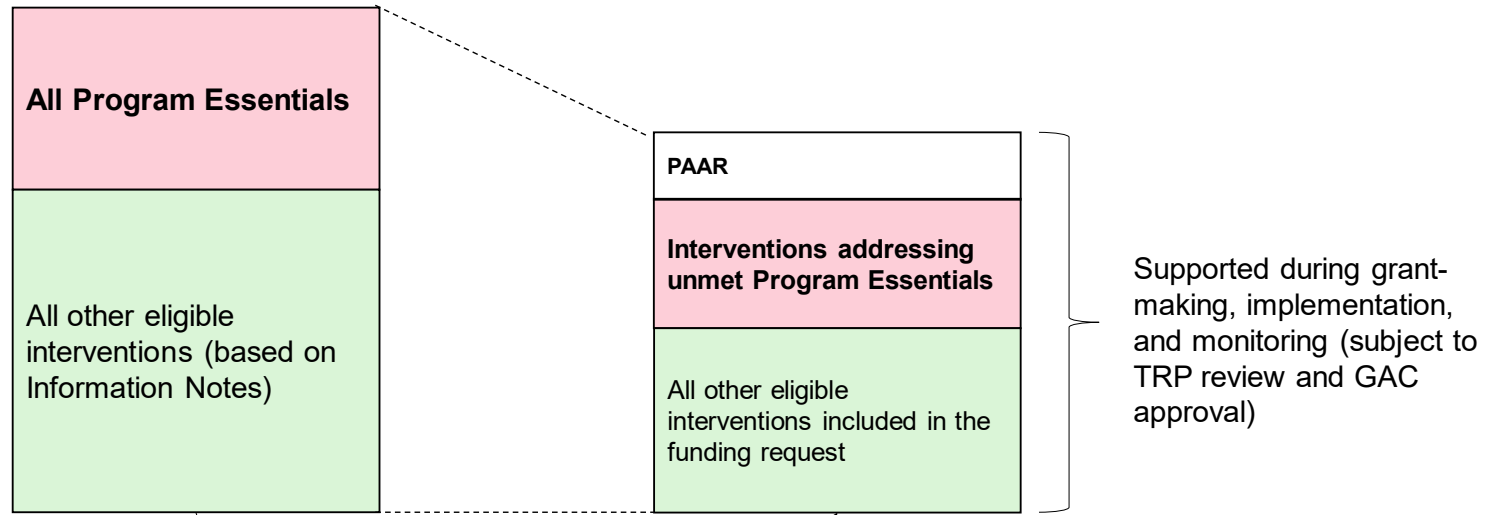 All Program Essentials
All other eligible
interventions (based on
Information Notes)
PAAR
Interventions addressing
unmet Program Essentials
All other eligible
interventions included in the
funding request
Supported during grant-
making, implementation,
and monitoring (subject to
TRP review and GAC
approval)